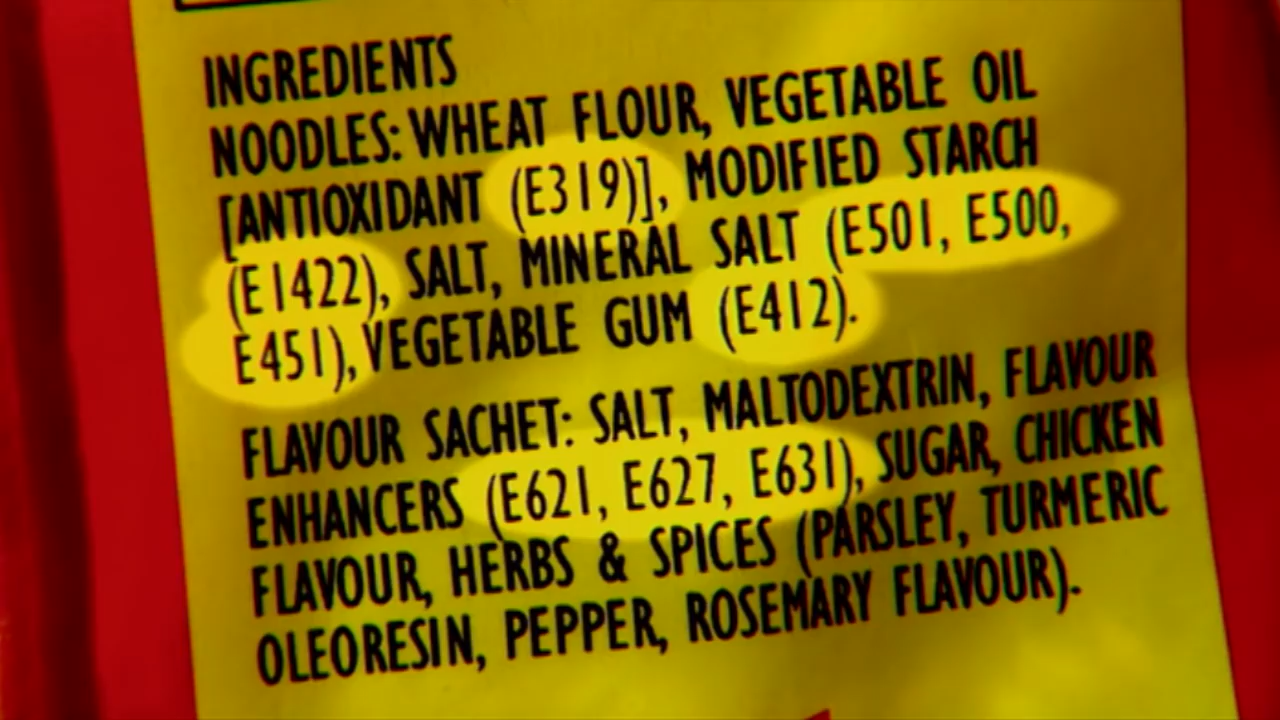 INGREDIENTS
NOODLES: WHEAT FLOUR, VEGETABLE OIL
[ANTIOXIDANT (E319)], MODIFIED STARCH
(E1422), SALT, MINERAL SALT (E501, E500,
E451), VEGETABLE GUM (E412).
FLAVOUR SACHET: SALT, MALTODEXTRIN, FLAVOUR
ENHANCERS (E621, E627, E631), SUGAR, CHICKEN
FLAVOUR, HERBS & SPICES (PARSLEY, TURMERIC
OLEORESIN, PEPPER, ROSEMARY FLAVOUR).